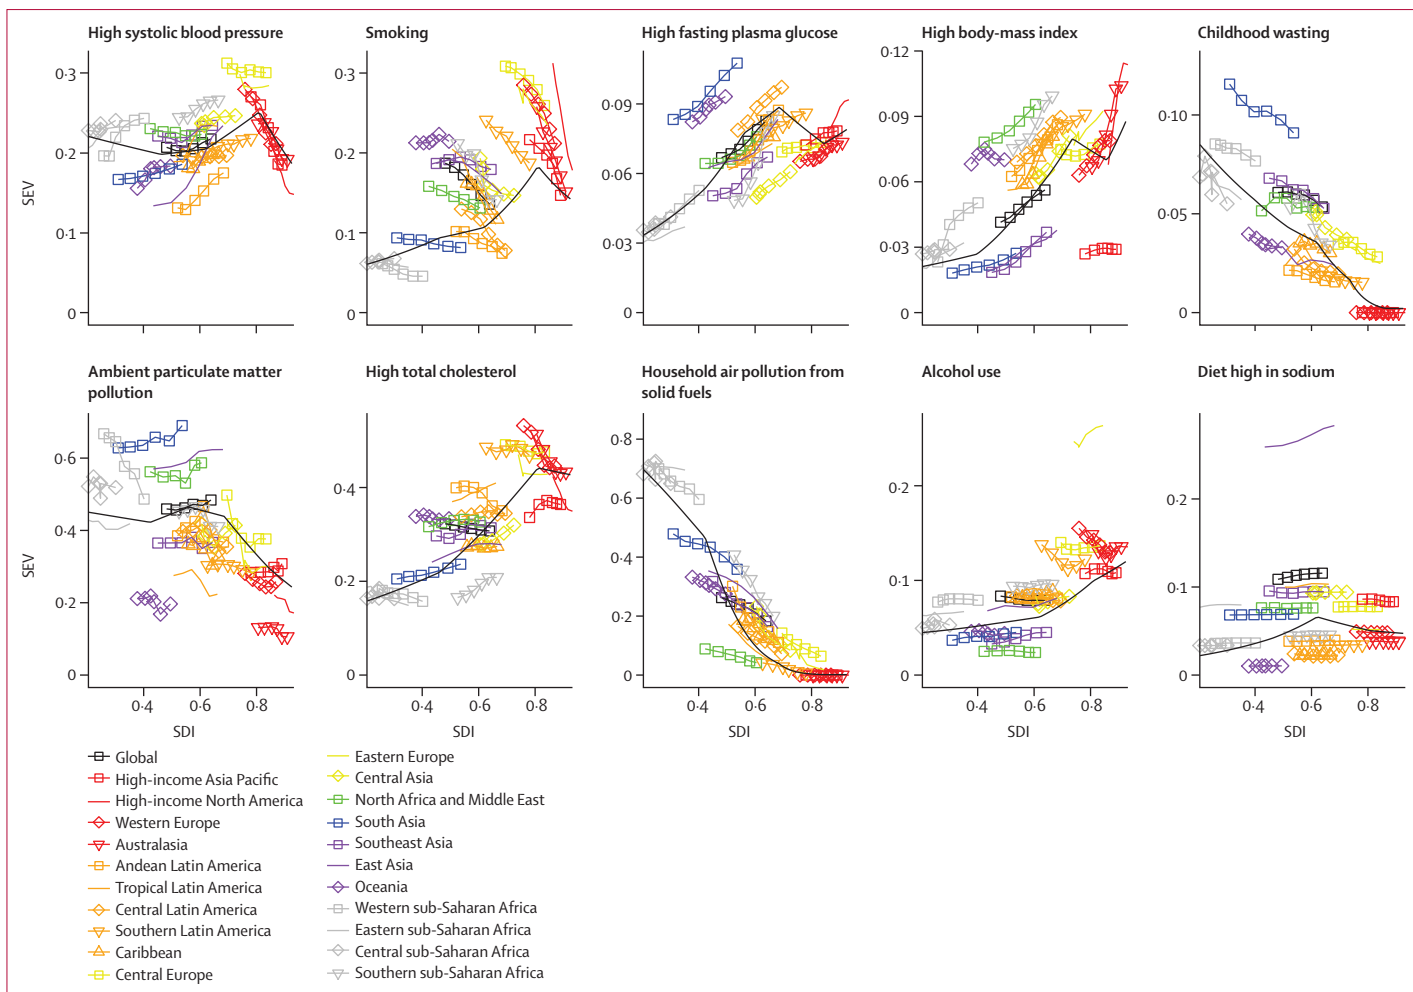 High systolic blood pressure
Smoking
High fasting plasma glucose
High body-mass index
Childhood wasting
SEV
0·3
0·2
0·1
0
0·3
0·2
0·1
0
0·09
0·06
0·03
0
0·12
0·09
0·06
0·03
0
0·10
0·05
0
Ambient particulate matter
pollution
High total cholesterol
Household air pollution from
solid fuels
Alcohol use
Diet high in sodium
SEV
0·6
0·4
0·2
0
0·4
0·2
0
0·8
0·6
0·4
0·2
0
0·2
0·1
0
0·2
0·1
0
0·4 0·6 0·8
0·4 0·6 0·8
0·4 0·6 0·8
0·4 0·6 0·8
0·4 0·6 0·8
SDI
SDI
SDI
SDI
SDI
Global
High-income Asia Pacific
High-income North America
Western Europe
Australasia
Andean Latin America
Tropical Latin America
Central Latin America
Southern Latin America
Caribbean
Central Europe
Eastern Europe
Central Asia
North Africa and Middle East
South Asia
Southeast Asia
East Asia
Oceania
Western sub-Saharan Africa
Eastern sub-Saharan Africa
Central sub-Saharan Africa
Southern sub-Saharan Africa